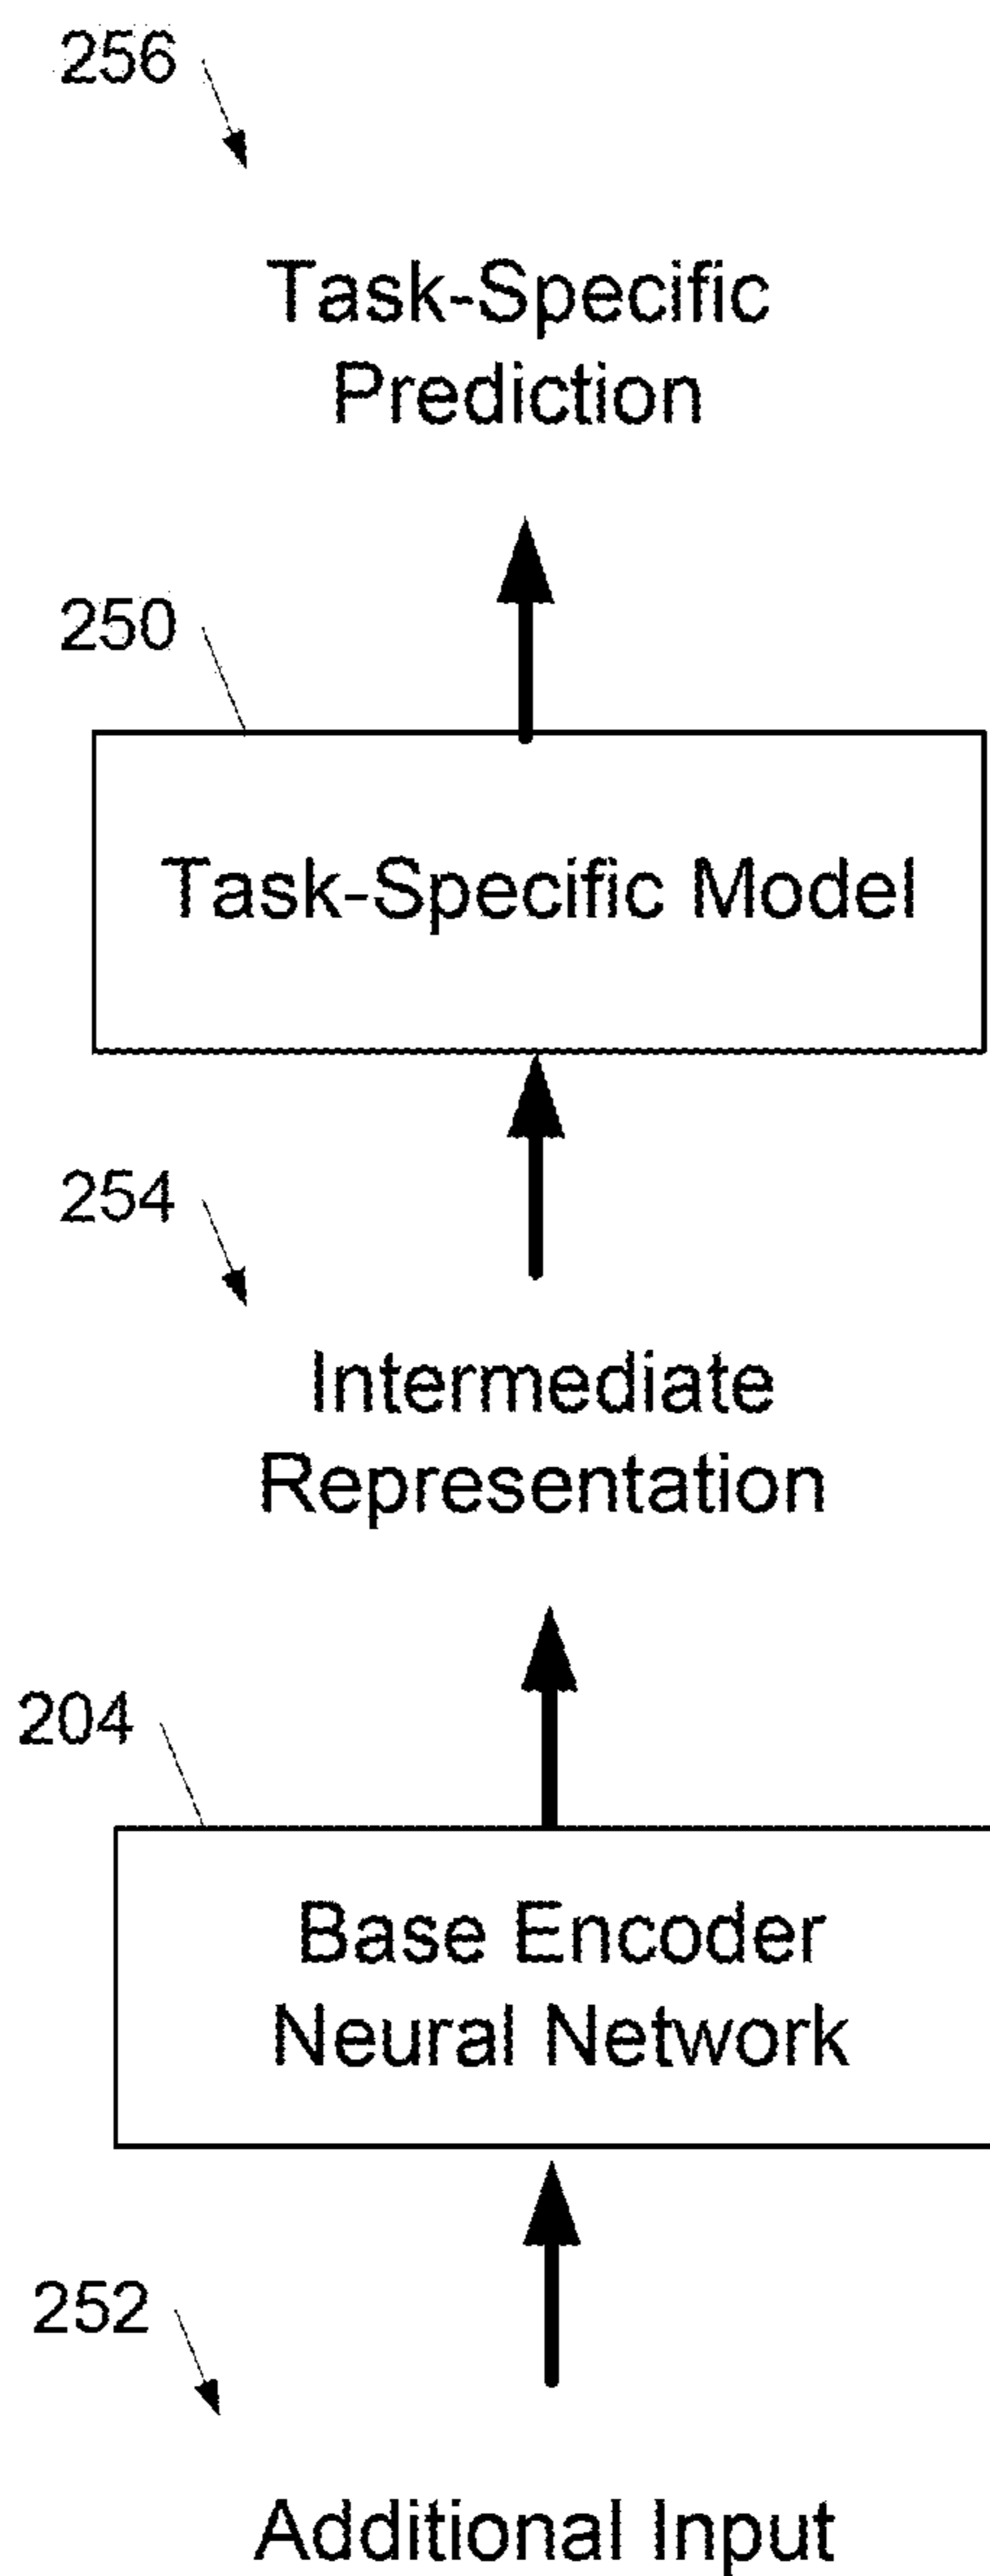 256
Task-Specific
Prediction
250
Task-Specific Model
254
Intermediate
Representation
204
Base Encoder
Neural Network
252
Additional Input